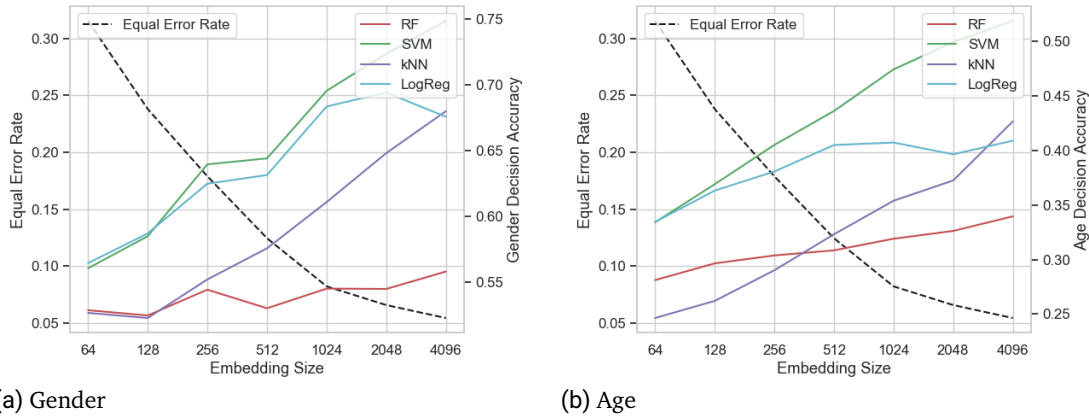 Equal Error Rate
RF
SVM
kNN
LogReg
0.30
0.25
0.20
0.15
0.10
0.05
Equal Error Rate
0.75
0.70
0.65
0.60
0.55
Gender Decision Accuracy
64 128 256 512 1024 2048 4096
Embedding Size
(a) Gender
Equal Error Rate
RF
SVM
kNN
LogReg
0.30
0.25
0.20
0.15
0.10
0.05
Equal Error Rate
0.50
0.45
0.40
0.35
0.30
0.25
Age Decision Accuracy
64 128 256 512 1024 2048 4096
Embedding Size
(b) Age